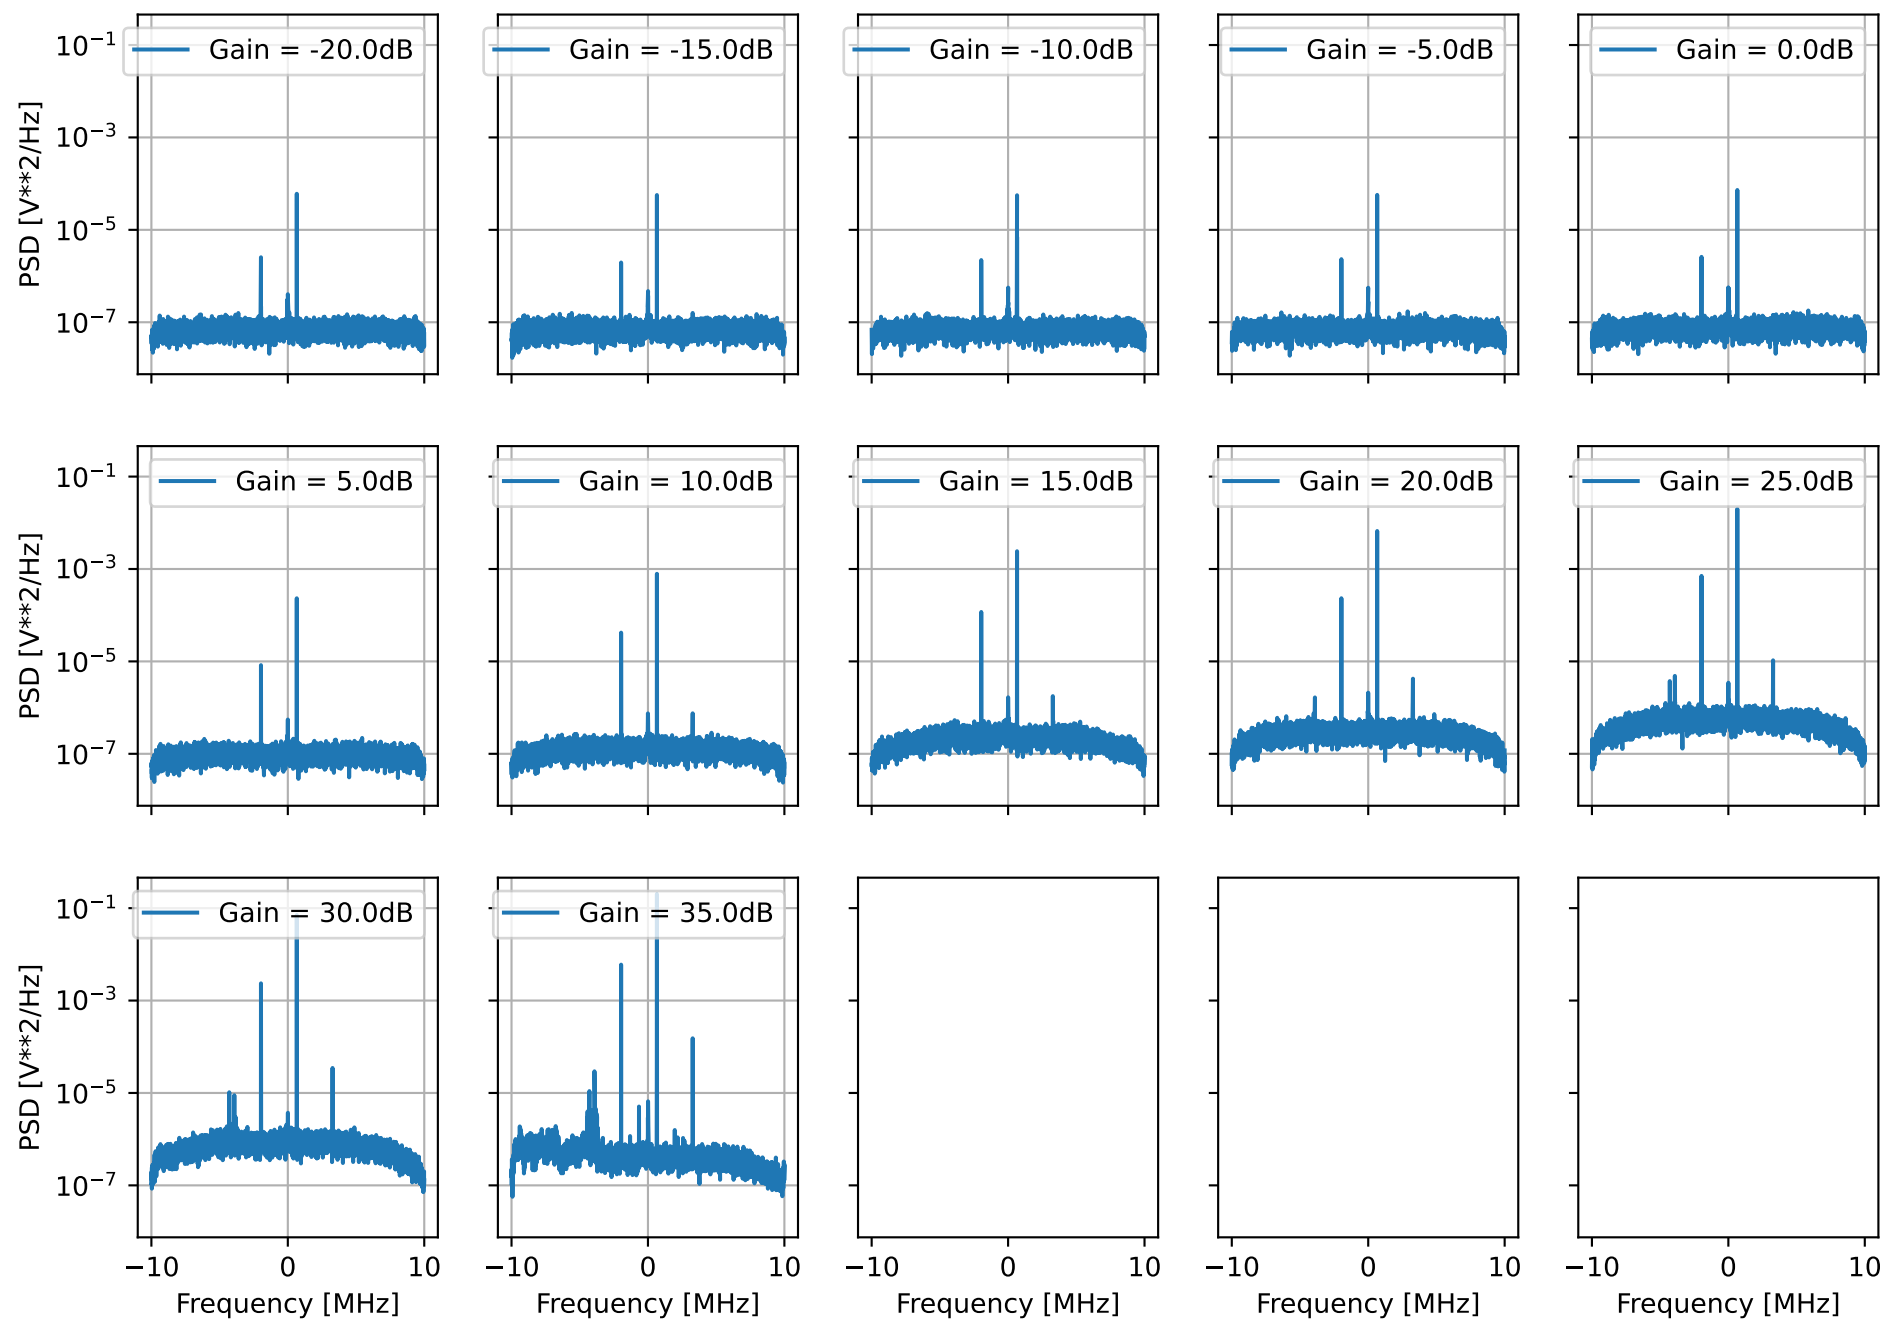 PSD [V**2/Hz]
10⁻¹
10⁻³
10⁻⁵
10⁻⁷
Gain = -20.0dB
Gain = -15.0dB
Gain = -10.0dB
Gain = -5.0dB
Gain = 0.0dB
PSD [V**2/Hz]
10⁻¹
10⁻³
10⁻⁵
10⁻⁷
Gain = 5.0dB
Gain = 10.0dB
Gain = 15.0dB
Gain = 20.0dB
Gain = 25.0dB
PSD [V**2/Hz]
10⁻¹
10⁻³
10⁻⁵
10⁻⁷
Gain = 30.0dB
Gain = 35.0dB
−10 0 10
−10 0 10
−10 0 10
−10 0 10
−10 0 10
Frequency [MHz]
Frequency [MHz]
Frequency [MHz]
Frequency [MHz]
Frequency [MHz]